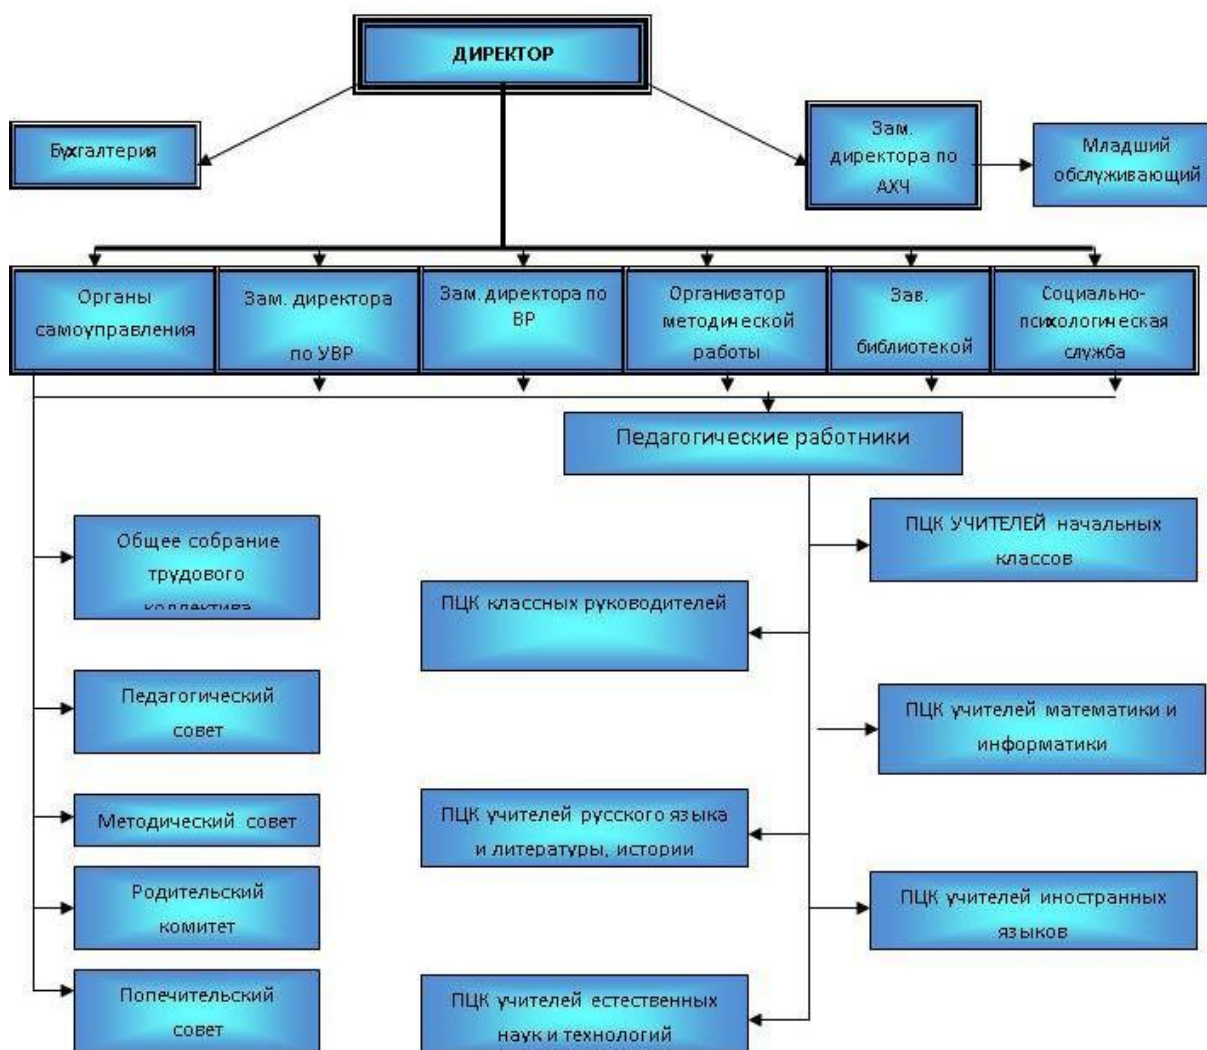 ДИРЕКТОР
Бухгалтерия
Зам.
директора по
АХЧ
Младший
обслуживающий
Органы
самоуправления
Зам. директора
по УВР
Зам. директора по
ВР
Организатор
методической
работы
Зав.
библиотекой
Социально-
психологическая
служба
Педагогические работники
Общее собрание
трудового
коллектива
Педагогический
совет
Методический совет
Родительский
комитет
Попечительский
совет
ПЦК УЧИТЕЛЕЙ начальных
классов
ПЦК классных руководителей
ПЦК учителей математики и
информатики
ПЦК учителей русского языка
и литературы, истории
ПЦК учителей иностранных
языков
ПЦК учителей естественных
наук и технологий